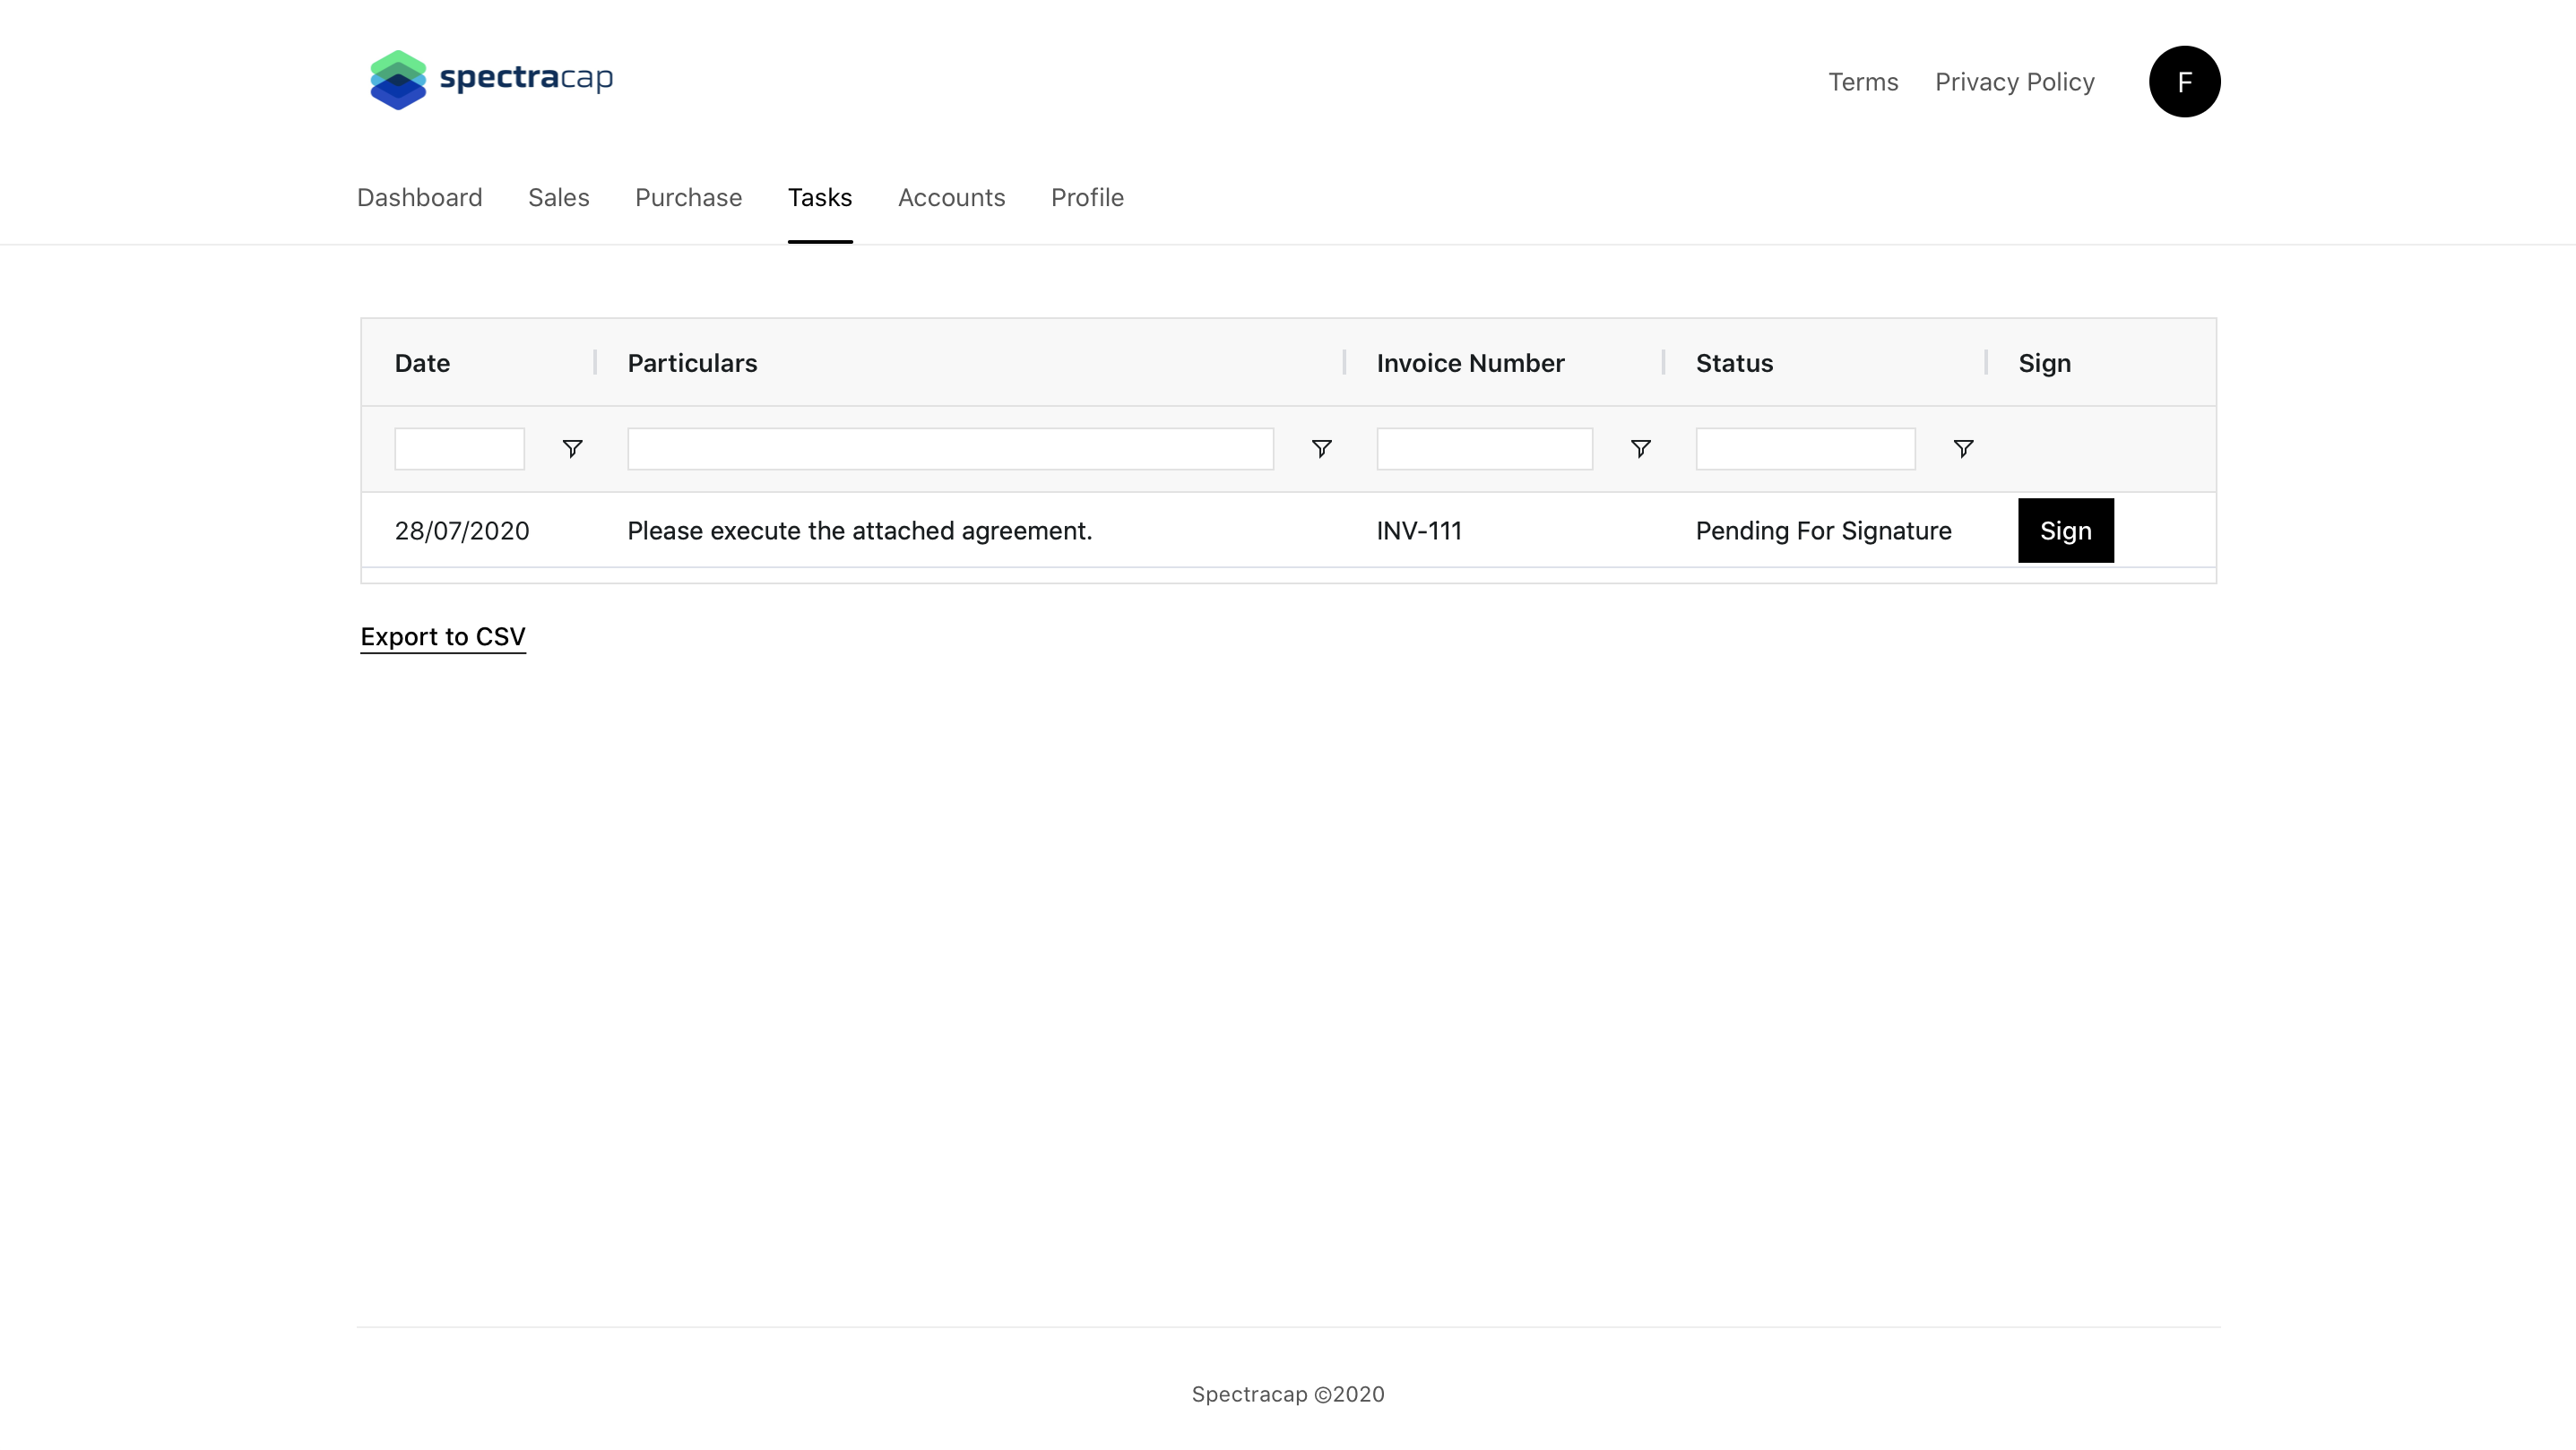 spectracap
Terms Privacy Policy F
Dashboard Sales Purchase Tasks Accounts Profile
Date Particulars Invoice Number Status Sign
28/07/2020 Please execute the attached agreement. INV-111 Pending For Signature Sign
Export to CSV
Spectracap ©2020